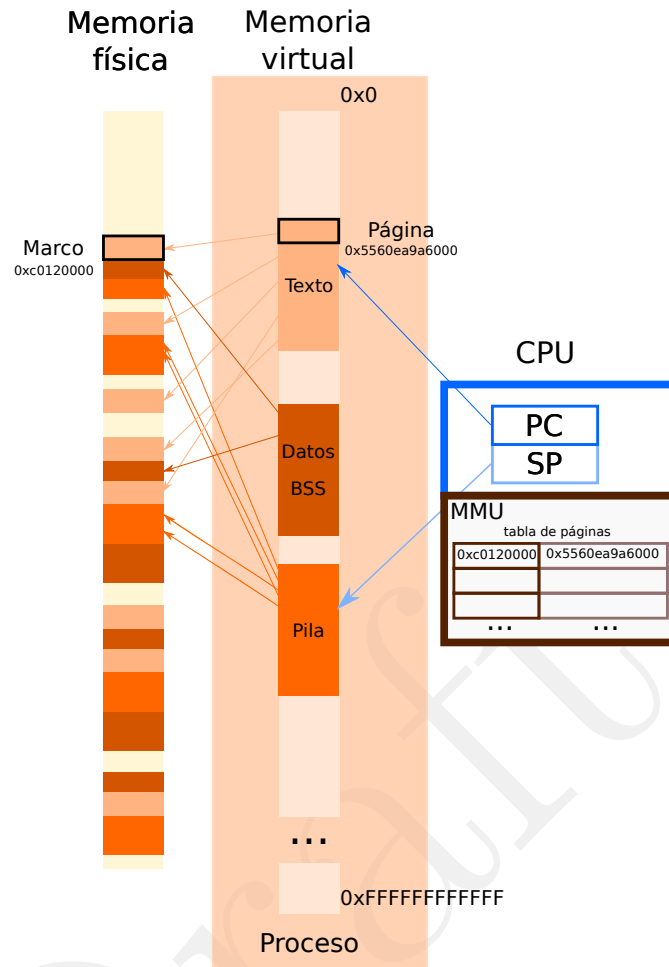 Memoria
física
Memoria
virtual
0x0
Marco
0xc0120000
Página
0x5560ea9a6000
Texto
CPU
PC
SP
Datos
BSS
MMU
tabla de páginas
0xc0120000 0x5560ea9a6000
... ...
Pila
...
0xFFFFFFFFFFFF
Proceso
Draft